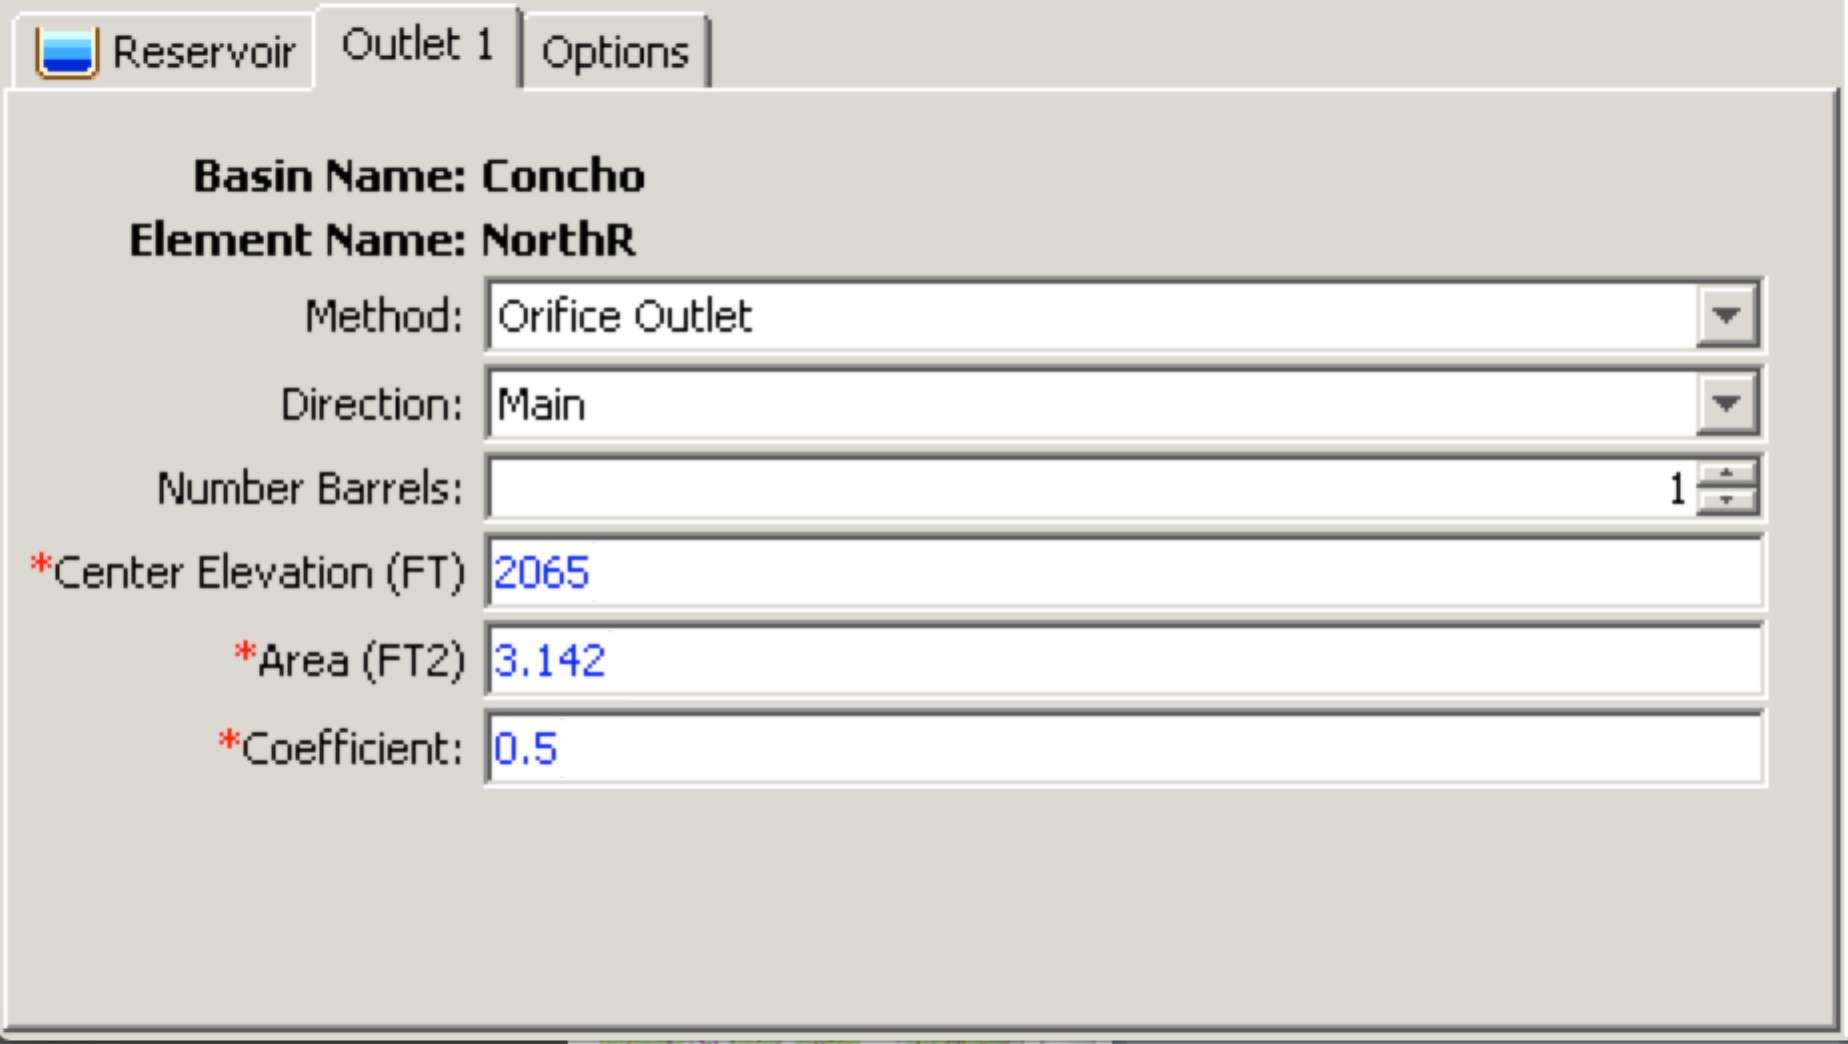 Reservoir Outlet 1 Options
Basin Name: Concho
Element Name: NorthR
Method: Orifice Outlet
Direction: Main
Number Barrels: 1
*Center Elevation (FT) 2065
*Area (FT2) 3.142
*Coefficient: 0.5